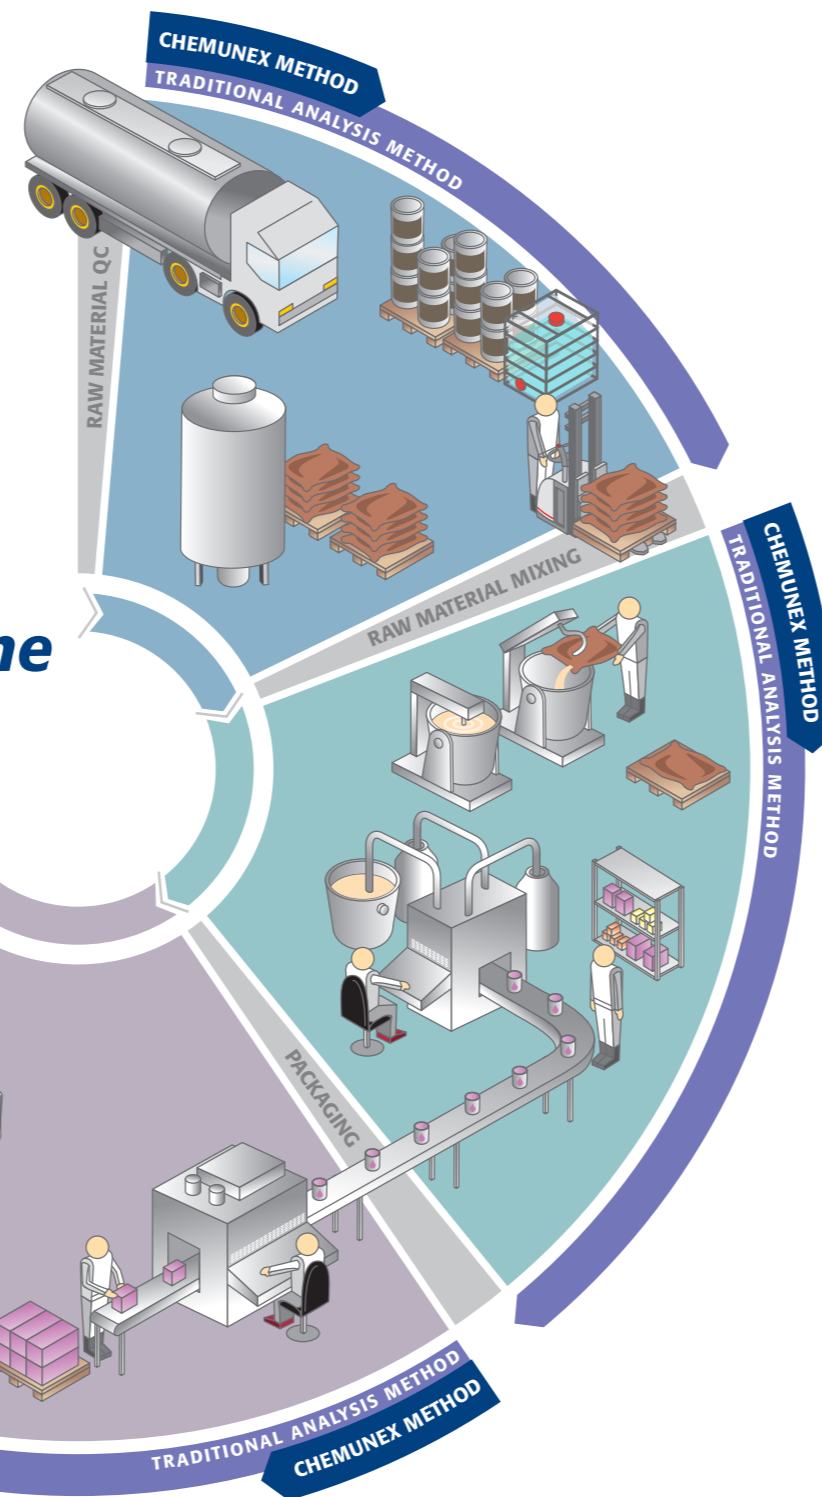 CHEMUNEX METHOD
TRADITIONAL ANALYSIS METHOD
RAW MATERIAL QC
RAW MATERIAL MIXING
CHEMUNEX METHOD
TRADITIONAL ANALYSIS METHOD
PACKAGING
TRADITIONAL ANALYSIS METHOD
CHEMUNEX METHOD